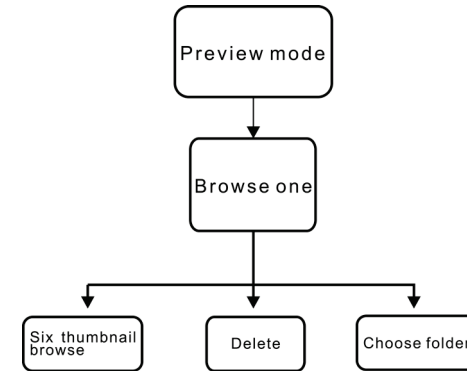 Preview mode
Browse one
Six thumbnail
browse
Delete
Choose folder